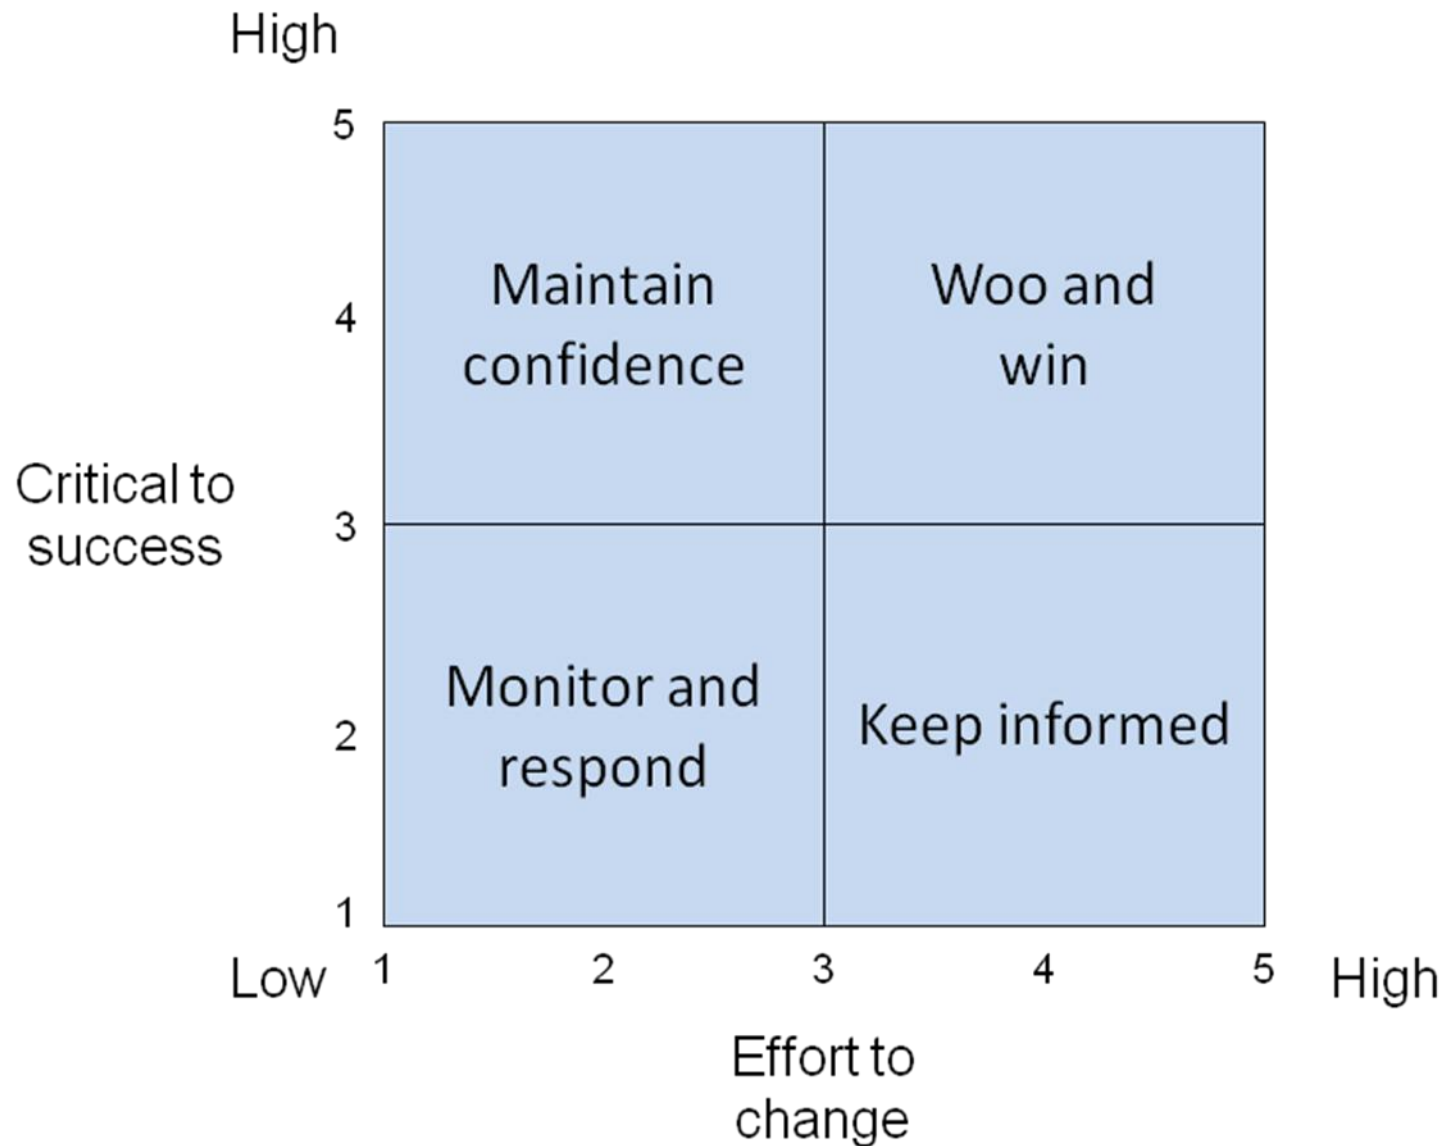 High
5
Maintain
confidence
Woo and
win
4
Critical to
success
3
Monitor and
respond
Keep informed
2
1
Low
1
2
3
4
5
High
Effort to
change